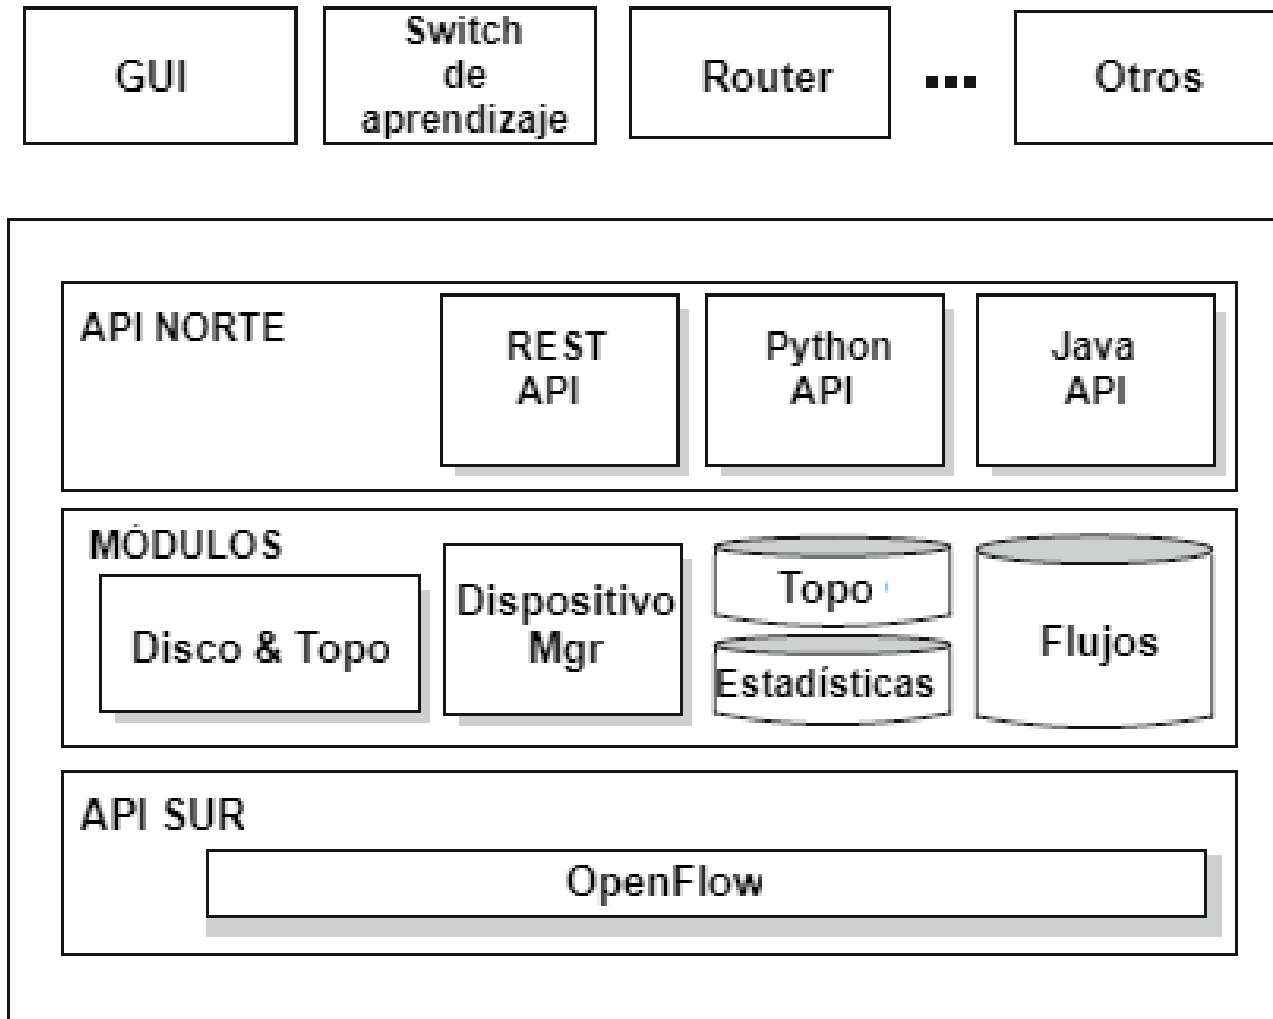 GUI
Switch
de
aprendizaje
Router
...
Otros
API NORTE
REST
API
Python
API
Java
API
MÓDULOS
Disco & Topo
Dispositivo
Mgr
Topo
Estadísticas
Flujos
API SUR
OpenFlow